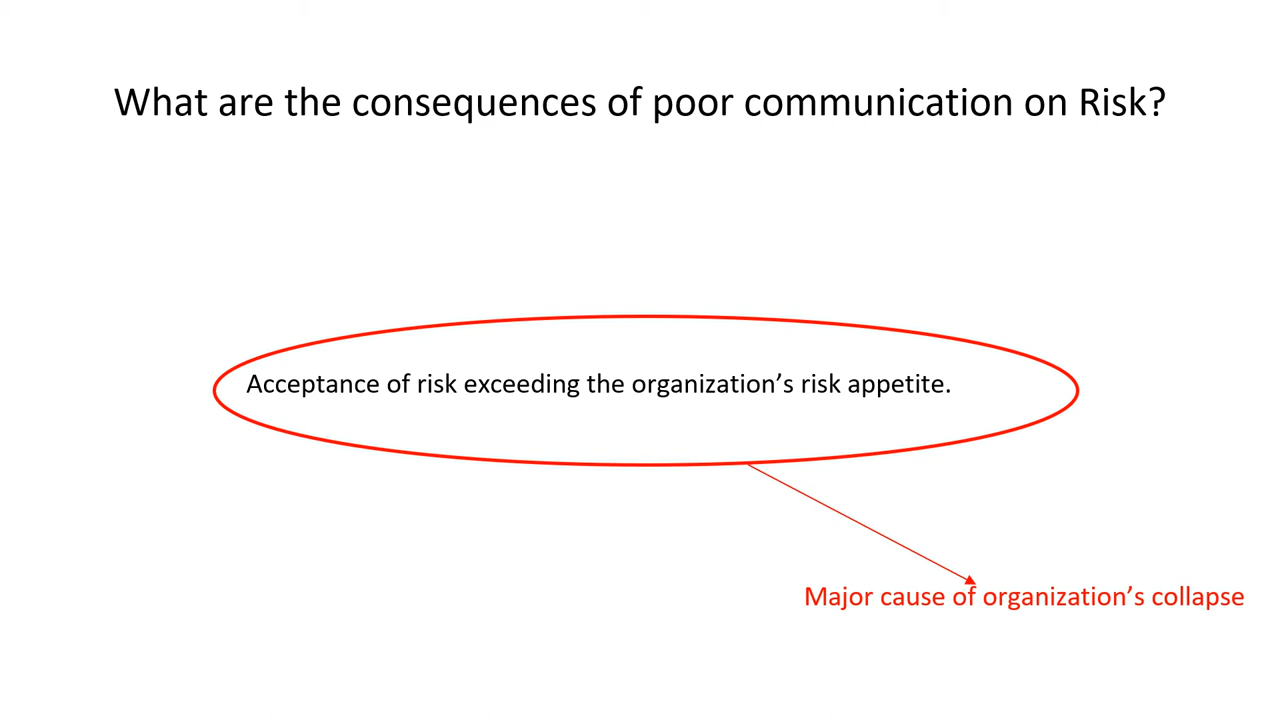 What are the consequences of poor communication on Risk?
Acceptance of risk exceeding the organization’s risk appetite.
Major cause of organization’s collapse